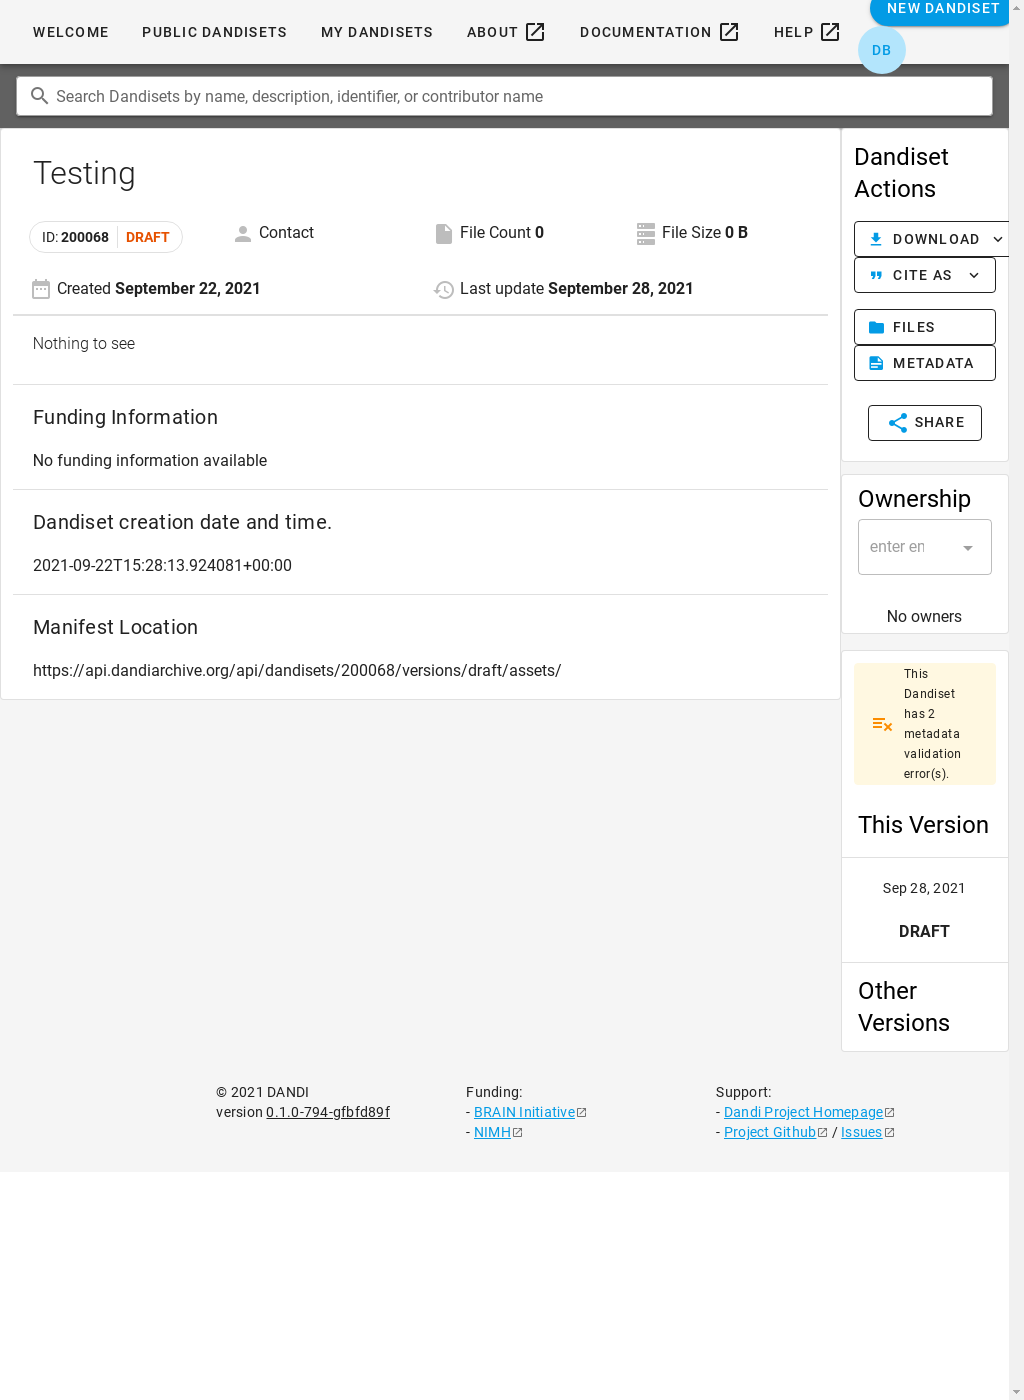 WELCOME PUBLIC DANDISETS MY DANDISETS ABOUT DOCUMENTATION HELP NEW DANDISET
DB
Search Dandisets by name, description, identifier, or contributor name
Testing
ID: 200068 DRAFT Contact File Count 0 File Size 0 B
Created September 22, 2021 Last update September 28, 2021
Nothing to see
Funding Information
No funding information available
Dandiset creation date and time.
2021-09-22T15:28:13.924081+00:00
Manifest Location
https://api.dandiarchive.org/api/dandisets/200068/versions/draft/assets/
Dandiset
Actions
DOWNLOAD
CITE AS
FILES
METADATA
SHARE
Ownership
enter en
No owners
This
Dandiset
has 2
metadata
validation
error(s).
This Version
Sep 28, 2021
DRAFT
Other
Versions
© 2021 DANDI
version 0.1.0-794-gfbfd89f
Funding:
- BRAIN Initiative
- NIMH
Support:
- Dandi Project Homepage
- Project Github / Issues